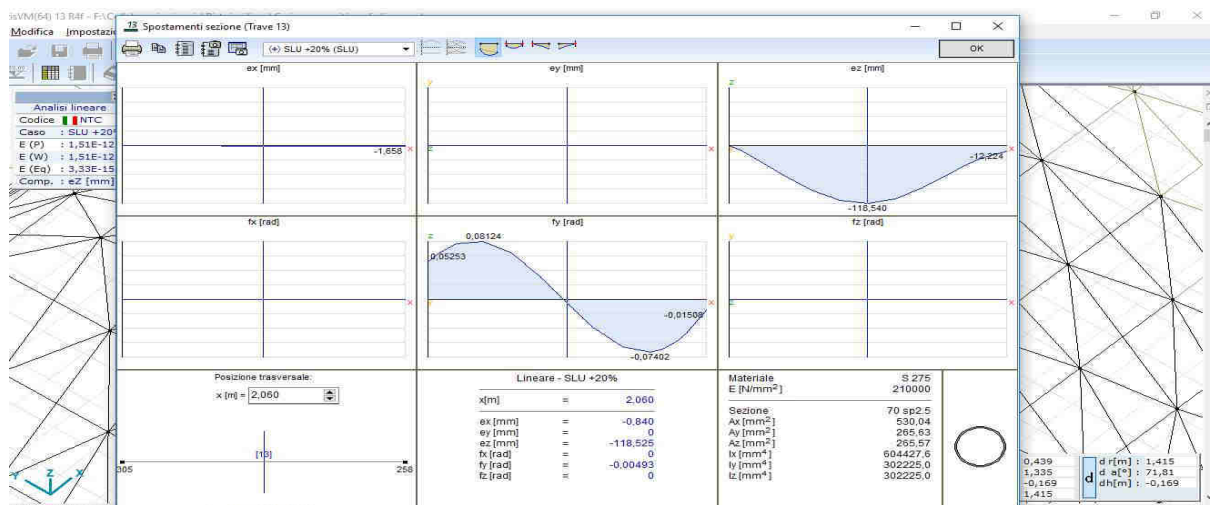 13 Spostamenti sezione (Trave 13)
Modifica
(+) SLU +20% (SLU)
OK
ex [mm]
ey [mm]
ez [mm]
Analisi lineare
Codice NTC
Caso : SLU +20%
E (P) : 1,51E-12
E (W) : 1,51E-12
E (Eq) : 3,33E-15
Comp. : eZ [mm]
y
z
x
-1,658
z
x
z
y
x
-12,224
-118,540
fx [rad]
fy [rad]
fz [rad]
x
z
y
x
0,05253
0,08124
-0,01508
-0,07402
y
z
x
Posizione trasversale:
x [m] = 2,060
[13]
305
258
Lineare - SLU +20%
x[m] = 2,060
ex [mm] = -0,840
ey [mm] = 0
ez [mm] = -118,525
fx [rad] = 0
fy [rad] = -0,00493
fz [rad] = 0
Materiale S 275
E [N/mm²] 210000
Sezione 70 sp2.5
Ax [mm²] 530,04
Ay [mm²] 265,63
Az [mm²] 265,57
Ix [mm⁴] 604427,6
Iy [mm⁴] 302225,0
Iz [mm⁴] 302225,0
Y Z X
0,439
1,335
-0,169
1,415
d
d r[m] : 1,415
d a[°] : 71,81
dh[m] : -0,169